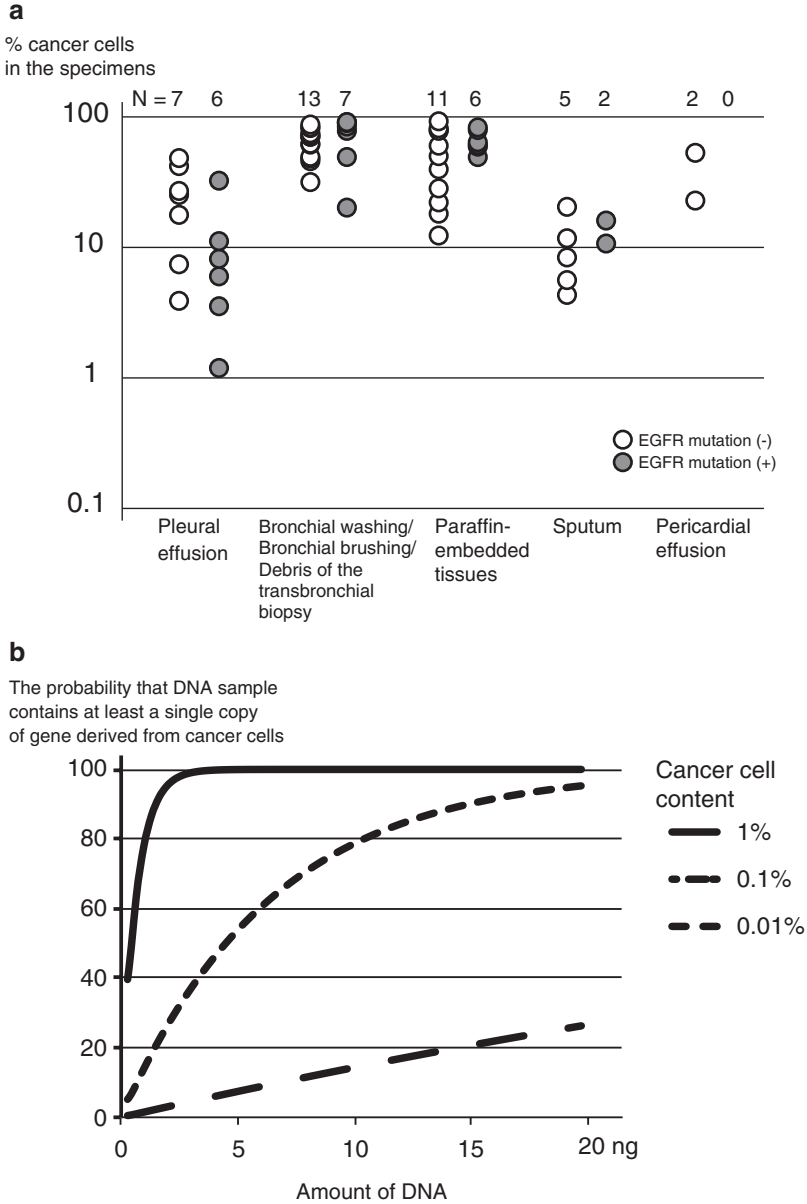 a
% cancer cells
in the specimens
N = 7 6 13 7 11 6 5 2 2 0
100
10
1
0.1
EGFR mutation (-)
EGFR mutation (+)
Pleural
effusion
Bronchial washing/
Bronchial brushing/
Debris of the
transbronchial
biopsy
Paraffin-
embedded
tissues
Sputum
Pericardial
effusion
b
The probability that DNA sample
contains at least a single copy
of gene derived from cancer cells
100
80
60
40
20
0
0 5 10 15 20 ng
Amount of DNA
Cancer cell
content
1%
0.1%
0.01%